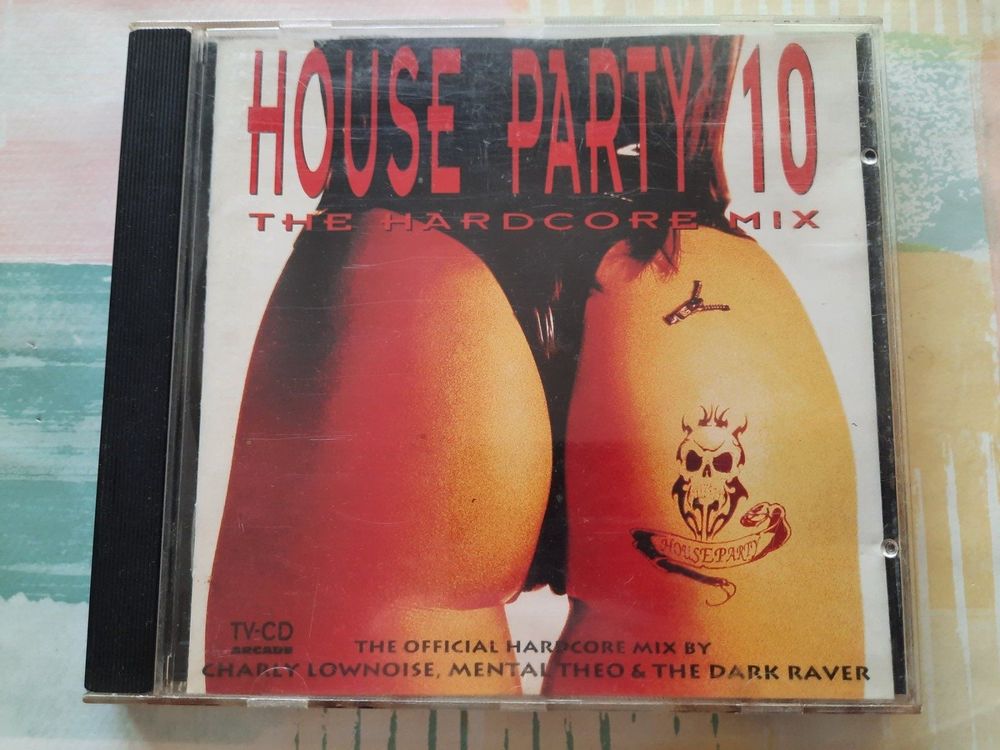 HOUSE PARTY 10
THE HARDCORE MIX
HOUSEPARTY
TV-CD
ARCADE
THE OFFICIAL HARDCORE MIX BY
CHARLY LOWNOISE, MENTAL THEO & THE DARK RAVER